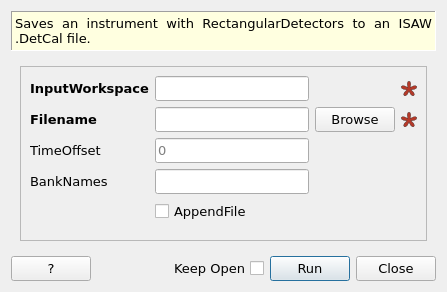 Saves an instrument with RectangularDetectors to an ISAW
.DetCal file.
InputWorkspace *
Filename Browse *
TimeOffset 0
BankNames
AppendFile
? Keep Open Run Close